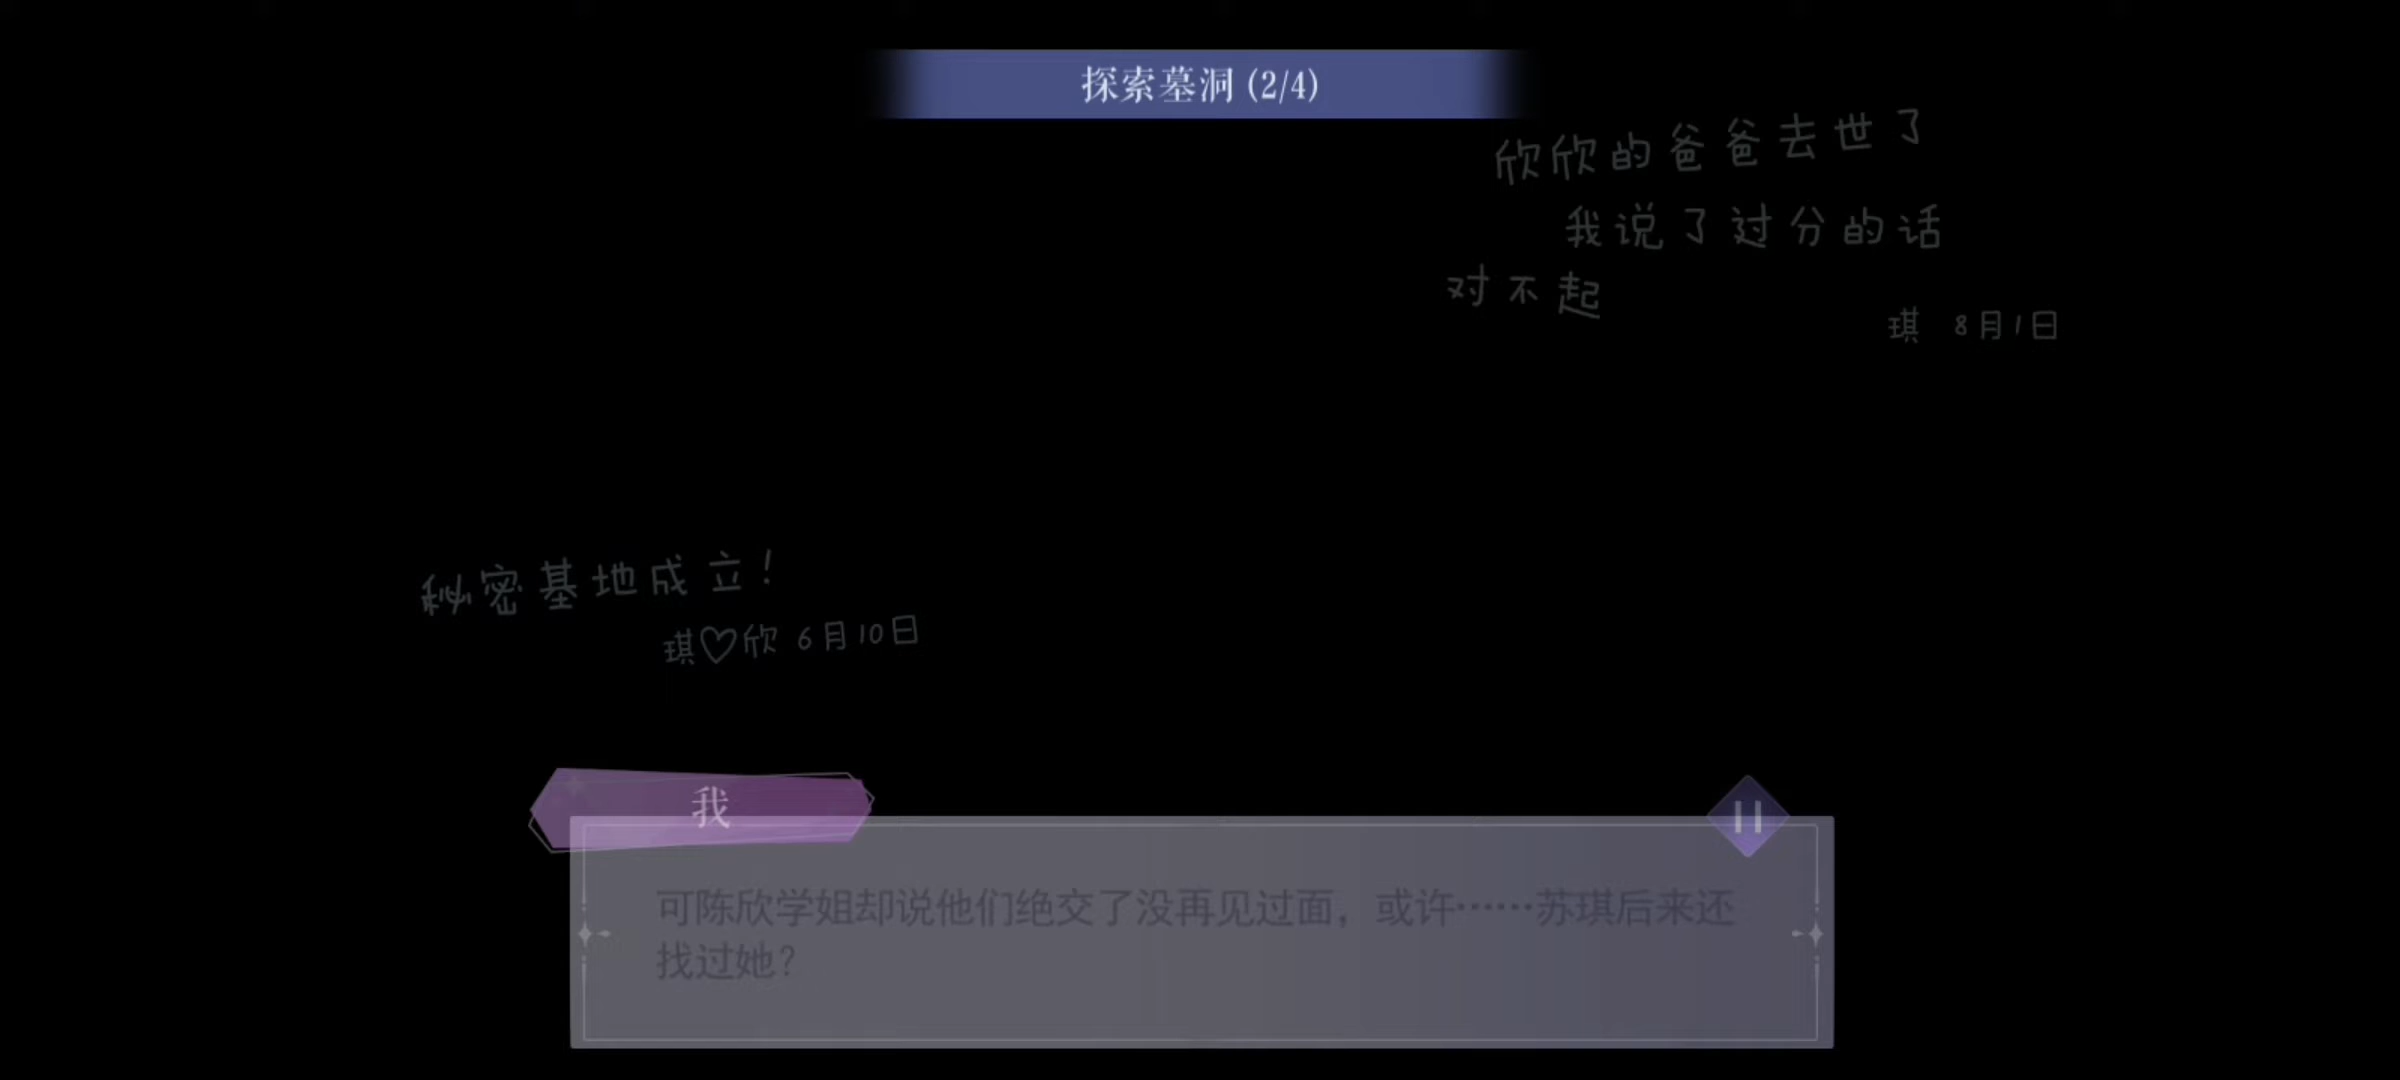 探索墓洞 (2/4)
欣欣的爸爸去世了
我说了过分的话
对不起
琪 8月1日
秘密基地成立!
琪♡欣 6月10日
我
可陈欣学姐却说他们绝交了没再见过面，或许……苏琪后来还
找过她?